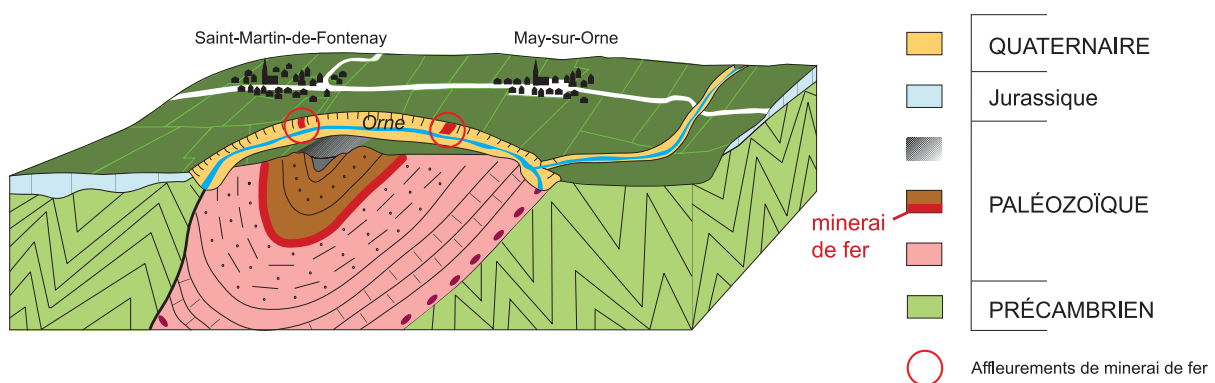 Saint-Martin-de-Fontenay
May-sur-Orne
Orne
QUATERNAIRE
Jurassique
PALÉOZOÏQUE
minerai
de fer
PRÉCAMBRIEN
Affleurements de minerai de fer